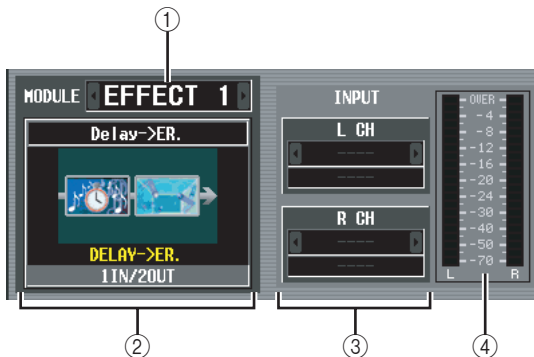 ①
MODULE EFFECT 1
Delay->ER.
DELAY->ER.
1IN/2OUT
INPUT
L CH
----
----
R CH
----
----
OVER
-4
-8
-12
-16
-20
-24
-30
-40
-50
-70
L R
② ③ ④